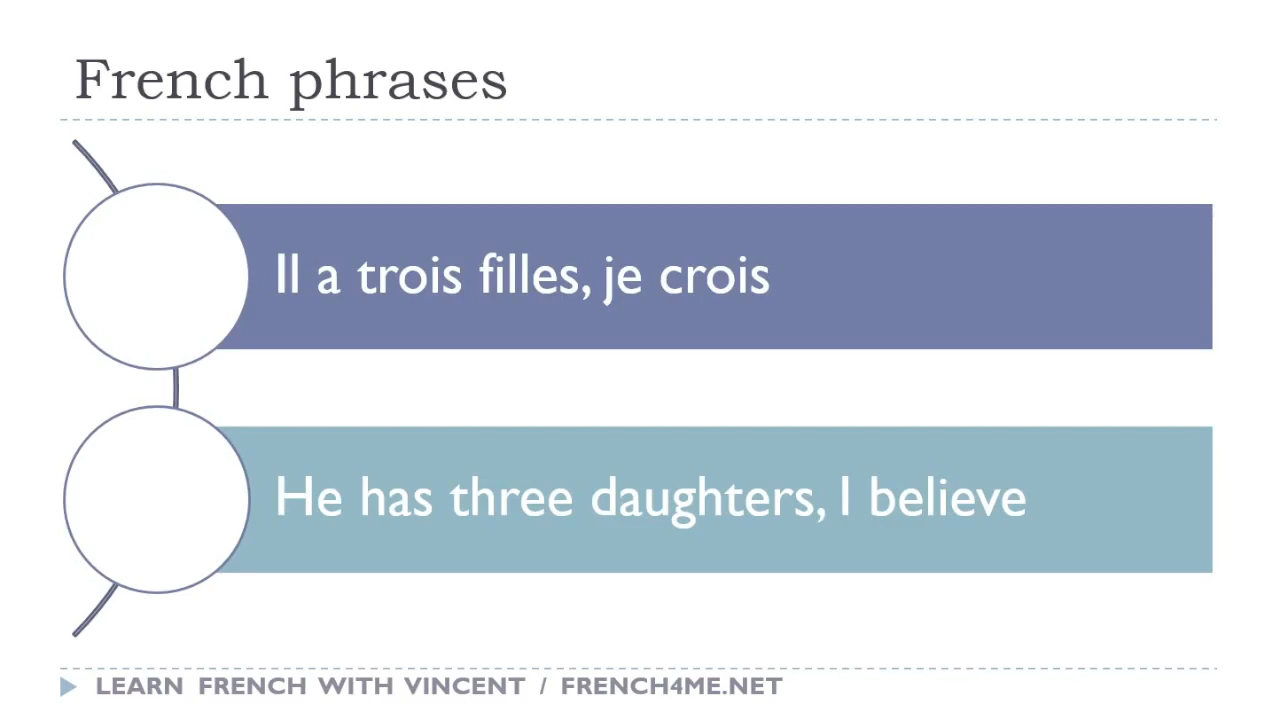 French phrases
Il a trois filles, je crois
He has three daughters, I believe
LEARN FRENCH WITH VINCENT / FRENCH4ME.NET